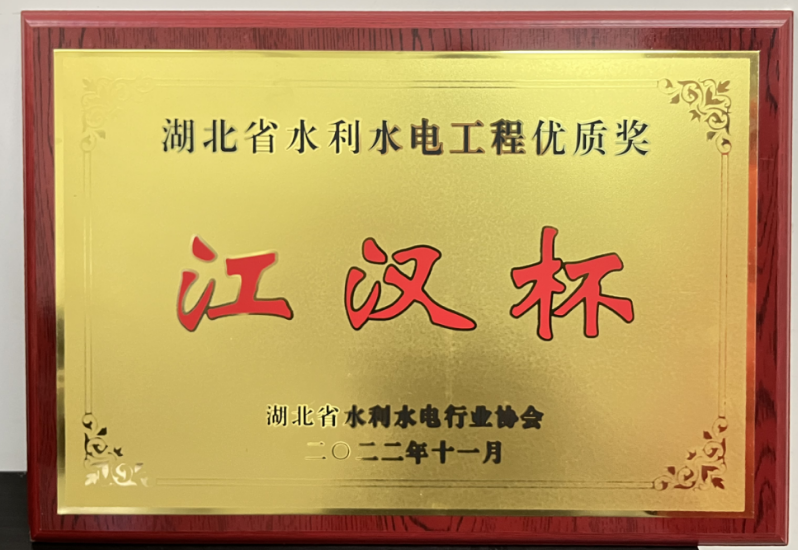 湖北省水利水电工程优质奖
江汉杯
湖北省水利水电行业协会
二〇二二年十一月